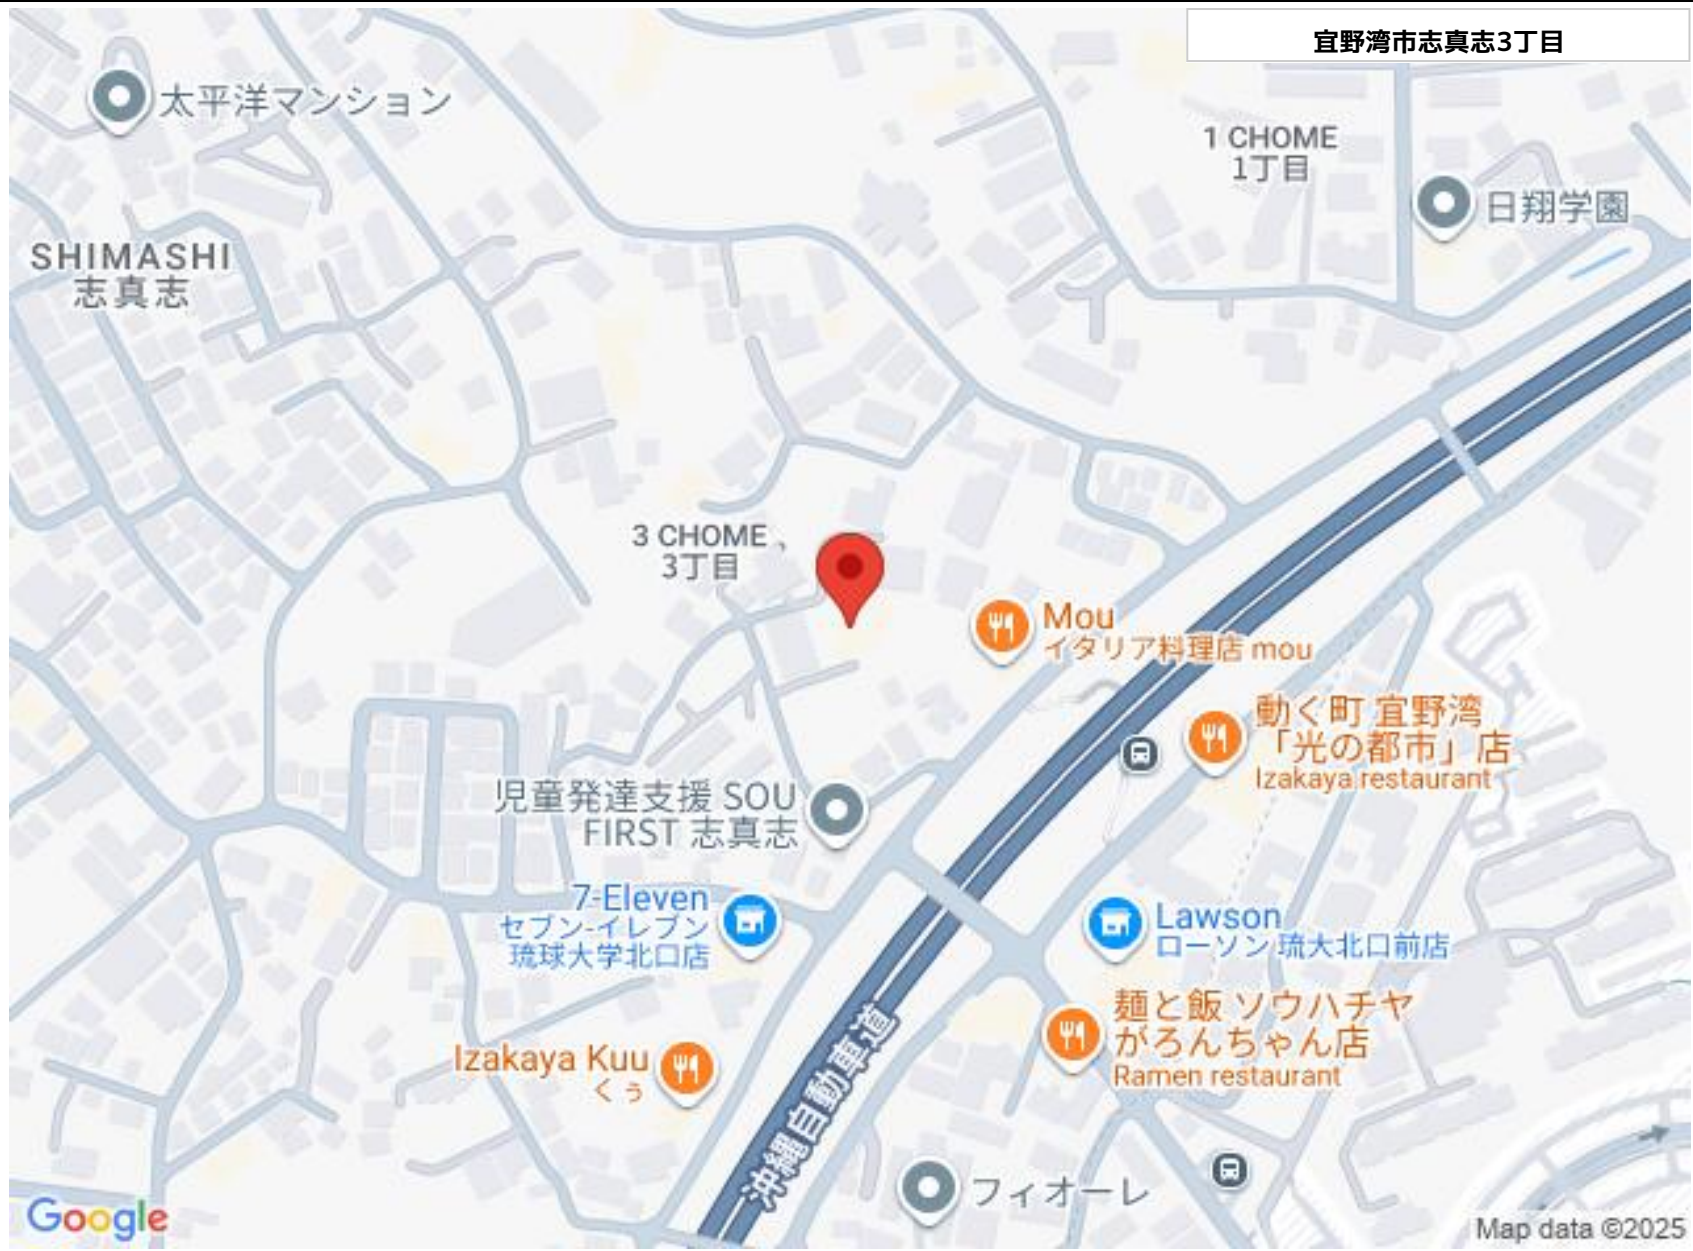 宜野湾市志真志3丁目
太平洋マンション
1 CHOME
1丁目
日翔学園
SHIMASHI
志真志
3 CHOME 、
3丁目
Mou
イタリア料理店 mou
動く町 宜野湾
「光の都市」店
Izakaya restaurant
児童発達支援 SOU
FIRST 志真志
7-Eleven
セブン-イレブン
琉球大学北口店
Lawson
ローソン 琉大北口前店
麺と飯 ソウハチヤ
がろんちゃん店
Ramen restaurant
Izakaya Kuu
くぅ
沖縄自動車道
フィオーレ
Google
Map data ©2025